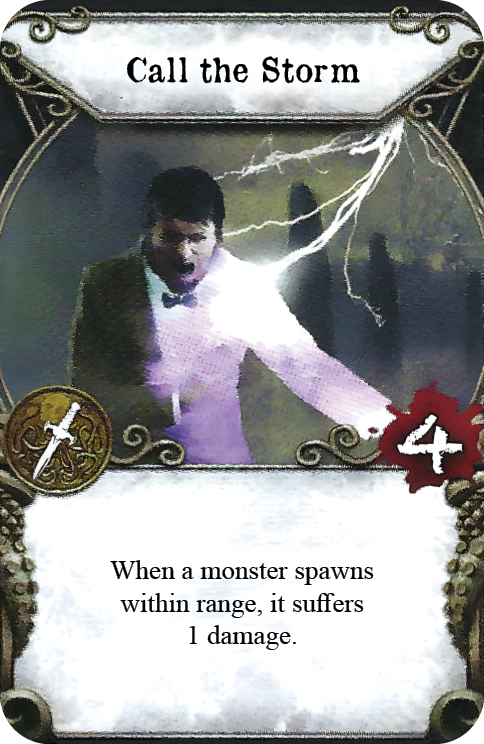 Call the Storm
4
When a monster spawns
within range, it suffers
1 damage.